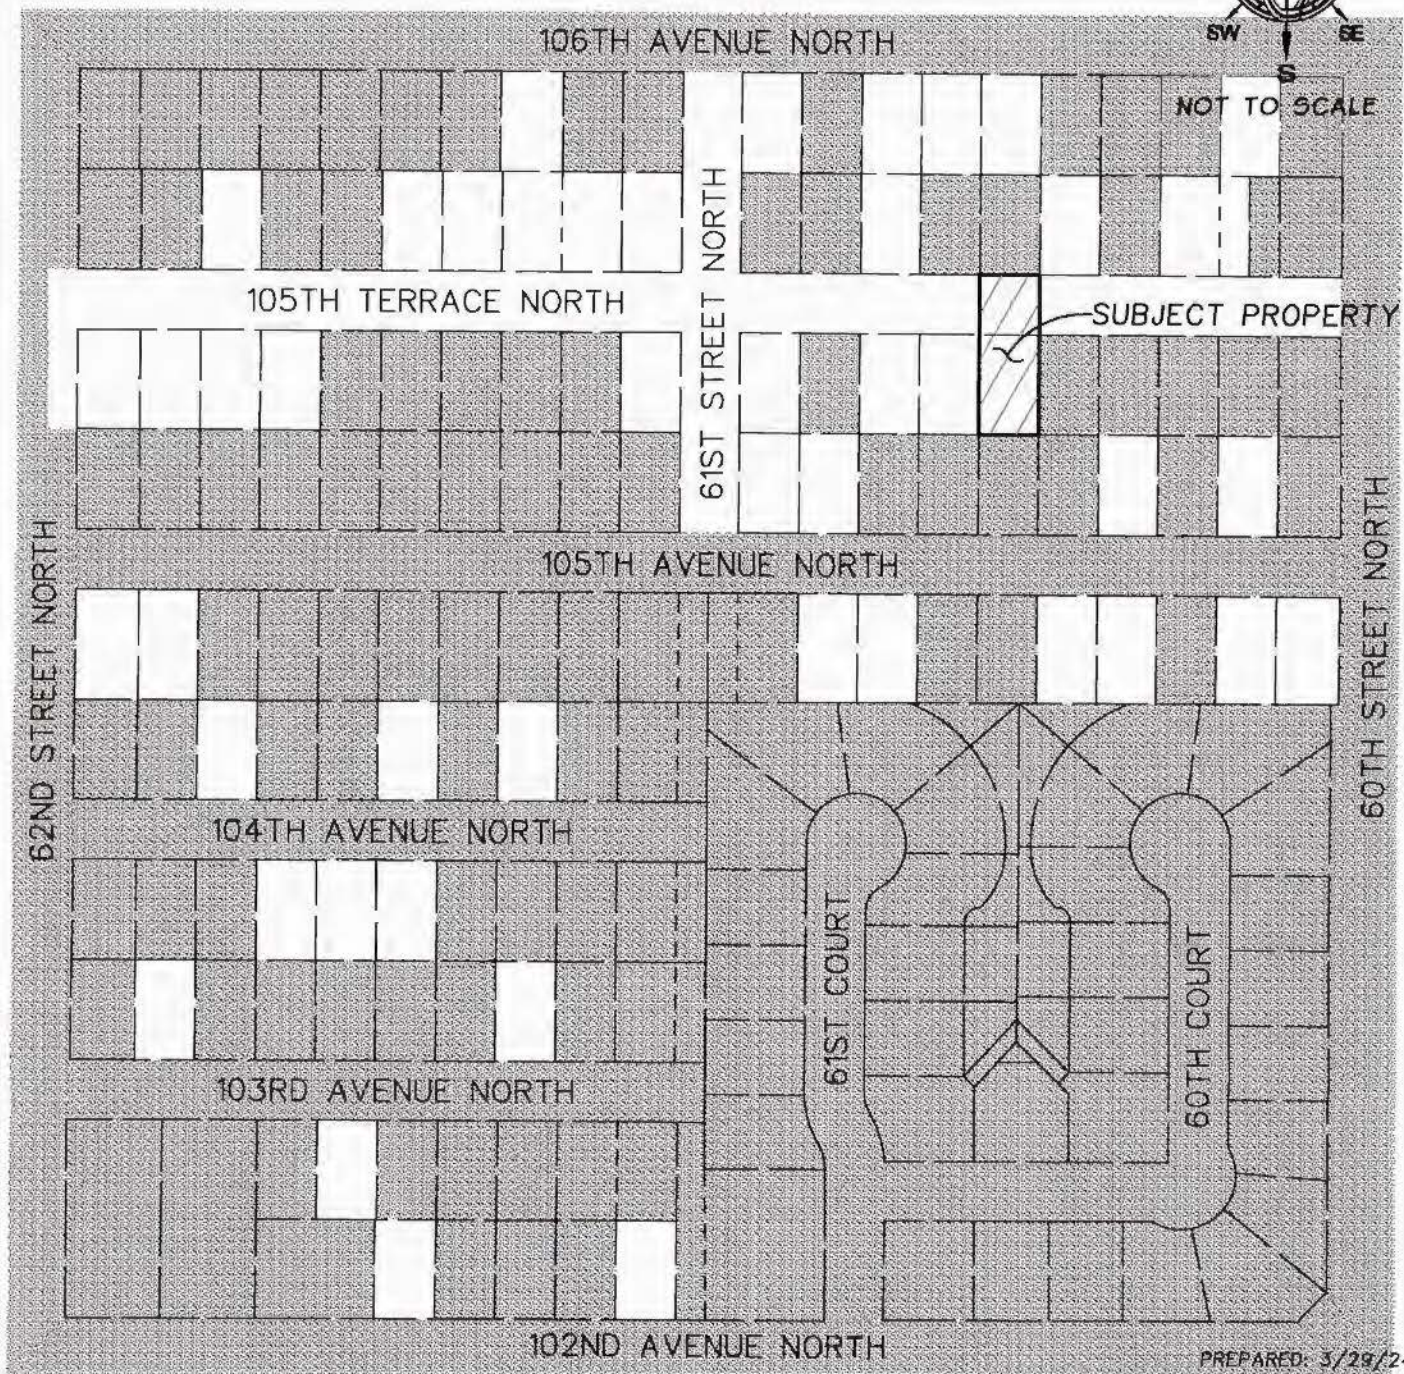 SW
SE
S
NOT TO SCALE
106TH AVENUE NORTH
61ST STREET NORTH
105TH TERRACE NORTH
SUBJECT PROPERTY
105TH AVENUE NORTH
62ND STREET NORTH
60TH STREET NORTH
104TH AVENUE NORTH
61ST COURT
60TH COURT
103RD AVENUE NORTH
102ND AVENUE NORTH
PREPARED: 3/29/2